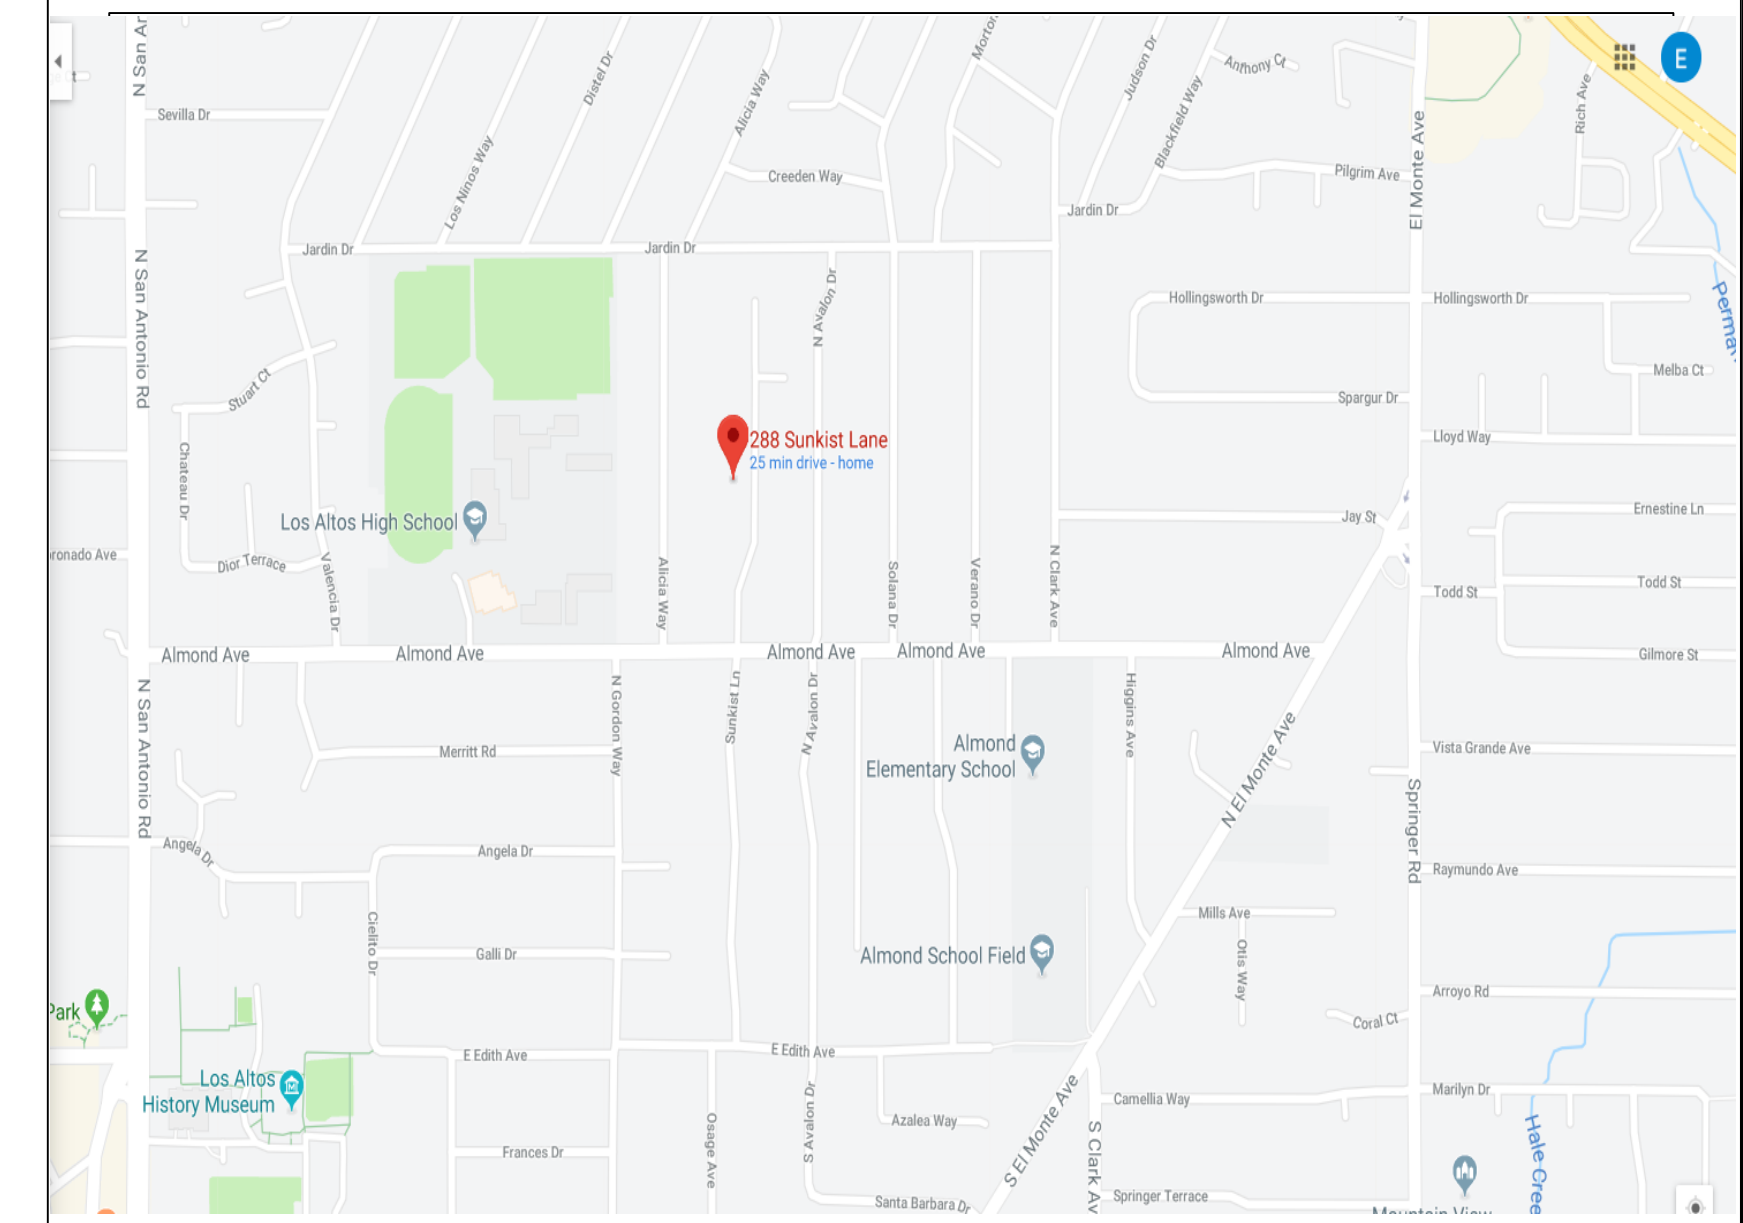 N San Ar
Sevilla Dr
Distel Dr
Los Ninos Way
Alicia Way
Creeden Way
Judson Dr
Blackfield Way
Anthony Ct
Pilgrim Ave
El Monte Ave
Rich Ave
E
Jardin Dr
Jardin Dr
Jardin Dr
N San Antonio Rd
N Avalon Dr
Hollingsworth Dr
Hollingsworth Dr
Perma
Melba Ct
Stuart Ct
Spargur Dr
Lloyd Way
288 Sunkist Lane
25 min drive - home
Chateau Dr
Los Altos High School
Jay St
Ernestine Ln
ronado Ave
Dior Terrace
Valencia Dr
Alicia Way
Solana Dr
Verano Dr
N Clark Ave
Todd St
Todd St
Almond Ave
Almond Ave
Almond Ave
Almond Ave
Almond Ave
Gilmore St
N San Antonio Rd
N Gordon Way
Sunkist Ln
N Avalon Dr
Higgins Ave
N El Monte Ave
Merritt Rd
Almond
Elementary School
Vista Grande Ave
Springer Rd
Angela Dr
Angela Dr
Raymundo Ave
Cielito Dr
Galli Dr
Almond School Field
Mills Ave
Otis Way
Arroyo Rd
Park
Coral Ct
E Edith Ave
E Edith Ave
Los Altos
History Museum
Osage Ave
S Avalon Dr
Azalea Way
S El Monte Ave
S Clark Av
Camellia Way
Marilyn Dr
Hale Cree
Frances Dr
Santa Barbara Dr
Springer Terrace
Mountain View